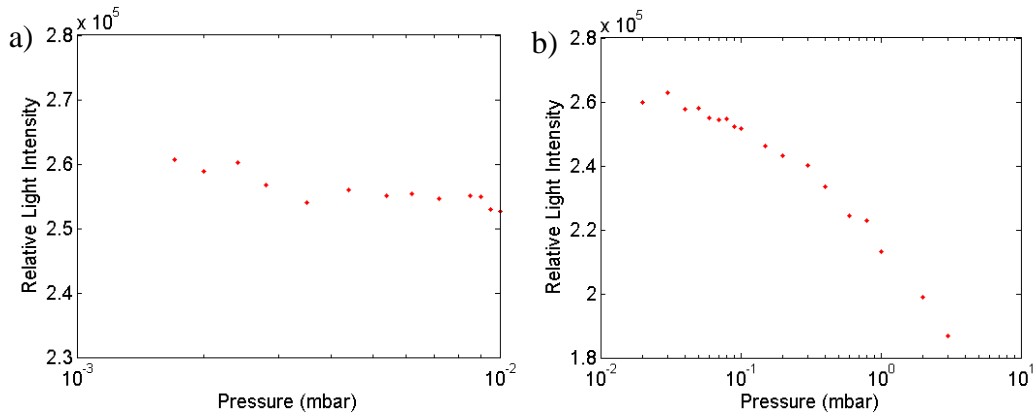 a)
x 10^5
2.8
2.7
2.6
2.5
2.4
2.3
10^-3
10^-2
Relative Light Intensity
Pressure (mbar)
b)
x 10^5
2.8
2.6
2.4
2.2
2
1.8
10^-2
10^-1
10^0
10^1
Relative Light Intensity
Pressure (mbar)